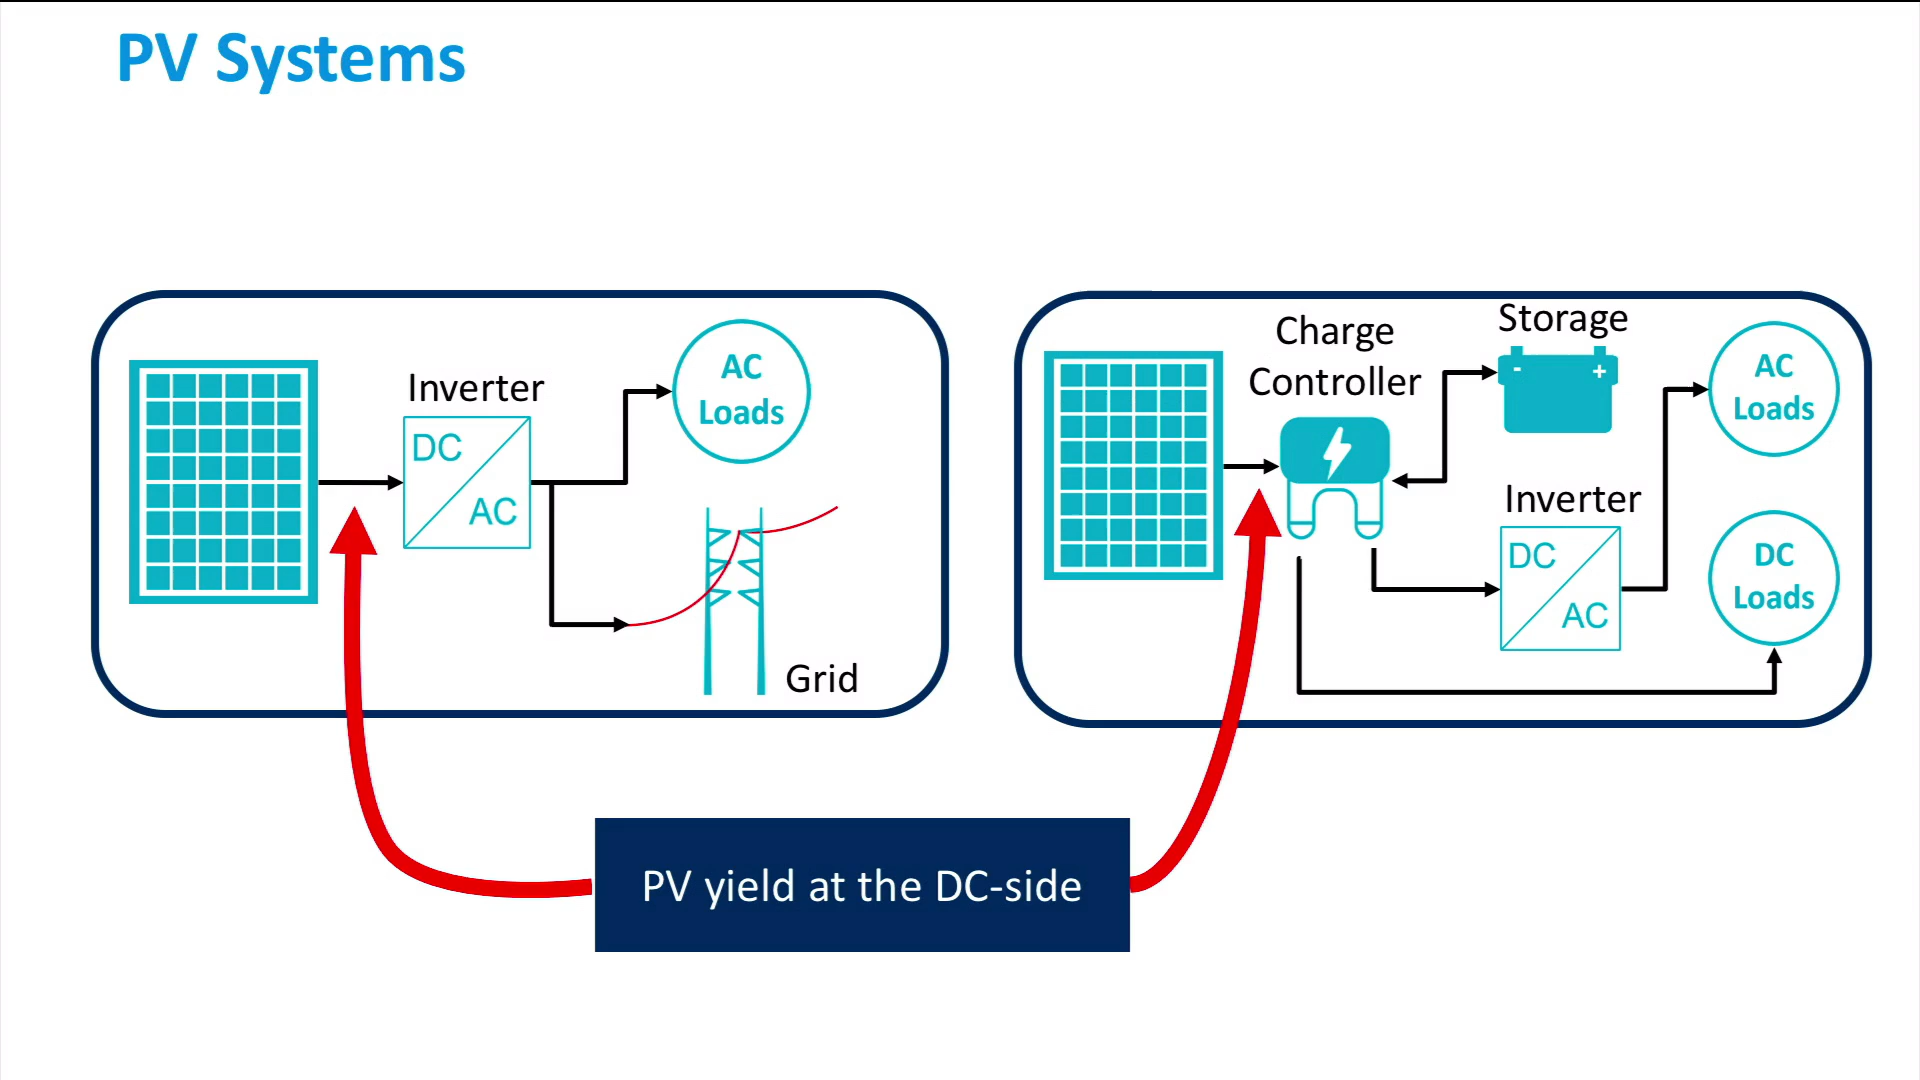 PV Systems
Inverter
DC
AC
AC
Loads
Grid
Charge
Controller
Storage
- +
Inverter
DC
AC
AC
Loads
DC
Loads
PV yield at the DC-side